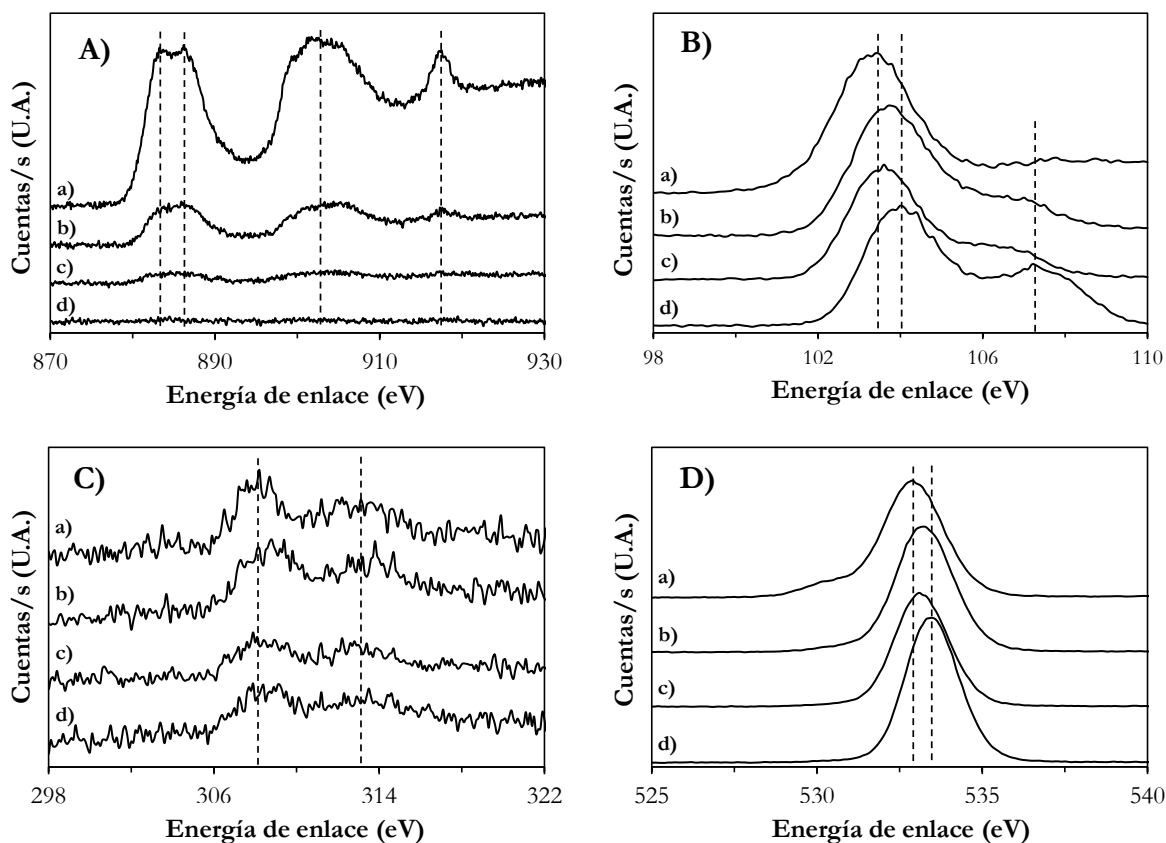 A)
Cuentas/s (U.A.)
a)
b)
c)
d)
870 890 910 930
Energía de enlace (eV)
B)
Cuentas/s (U.A.)
a)
b)
c)
d)
98 102 106 110
Energía de enlace (eV)
C)
Cuentas/s (U.A.)
a)
b)
c)
d)
298 306 314 322
Energía de enlace (eV)
D)
Cuentas/s (U.A.)
a)
b)
c)
d)
525 530 535 540
Energía de enlace (eV)